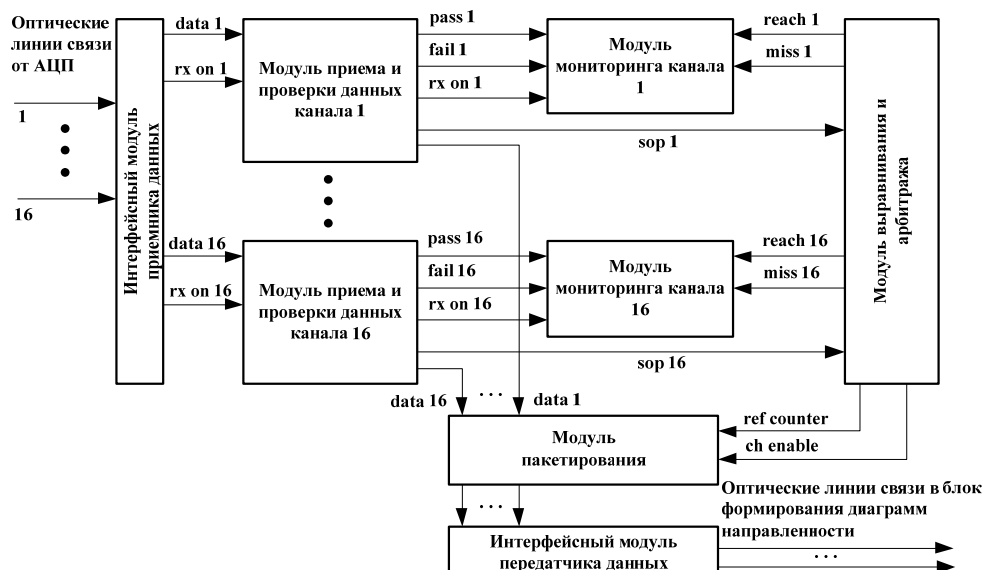 Оптические
линии связи
от АЦП
1
16
Интерфейсный модуль
приемника данных
data 1
rx on 1
Модуль приема и
проверки данных
канала 1
pass 1
fail 1
rx on 1
sop 1
Модуль
мониторинга канала
1
reach 1
miss 1
Модуль выравнивания и
арбитража
data 16
rx on 16
Модуль приема и
проверки данных
канала 16
pass 16
fail 16
rx on 16
sop 16
Модуль
мониторинга канала
16
reach 16
miss 16
data 16
...
data 1
ref counter
ch enable
Модуль
пакетирования
...
Оптические линии связи в блок
формирования диаграмм
направленности
...
Интерфейсный модуль
передатчика данных